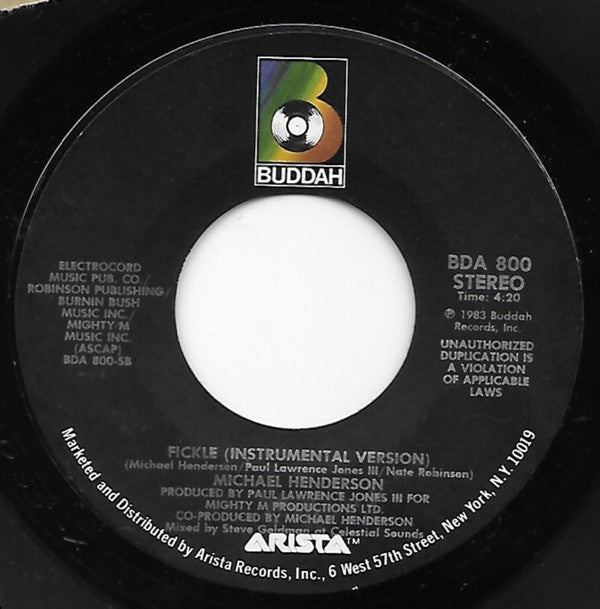 BUDDAH
ELECTROCORD
MUSIC PUB. CO./
ROBINSON PUBLISHING/
BURNIN BUSH
MUSIC INC./
MIGHTY M
MUSIC INC.
(ASCAP)
BDA 800-SB
BDA 800
STEREO
Time: 4:20
℗ 1983 Buddah
Records, Inc.
UNAUTHORIZED
DUPLICATION IS
A VIOLATION
OF APPLICABLE
LAWS
FICKLE (INSTRUMENTAL VERSION)
(Michael Henderson/Paul Lawrence Jones III/Nate Robinson)
MICHAEL HENDERSON
PRODUCED BY PAUL LAWRENCE JONES III FOR
MIGHTY M PRODUCTIONS LTD.
CO-PRODUCED BY MICHAEL HENDERSON
Mixed by Steve Goldman at Celestial Sounds
ARISTA™
Marketed and Distributed by Arista Records, Inc., 6 West 57th Street, New York, N.Y. 10019